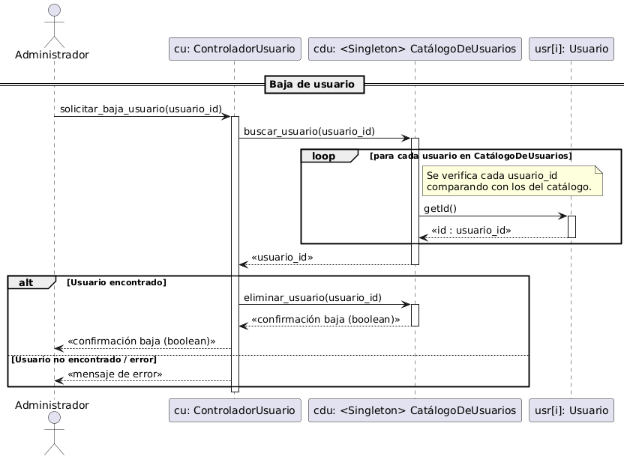 Administrador
cu: ControladorUsuario
cdu: <Singleton> CatálogoDeUsuarios
usr[i]: Usuario
Baja de usuario
solicitar_baja_usuario(usuario_id)
buscar_usuario(usuario_id)
loop
[para cada usuario en CatálogoDeUsuarios]
Se verifica cada usuario_id
comparando con los del catálogo.
getId()
«id : usuario_id»
«usuario_id»
alt
[Usuario encontrado]
eliminar_usuario(usuario_id)
«confirmación baja (boolean)»
«confirmación baja (boolean)»
[Usuario no encontrado / error]
«mensaje de error»
Administrador
cu: ControladorUsuario
cdu: <Singleton> CatálogoDeUsuarios
usr[i]: Usuario